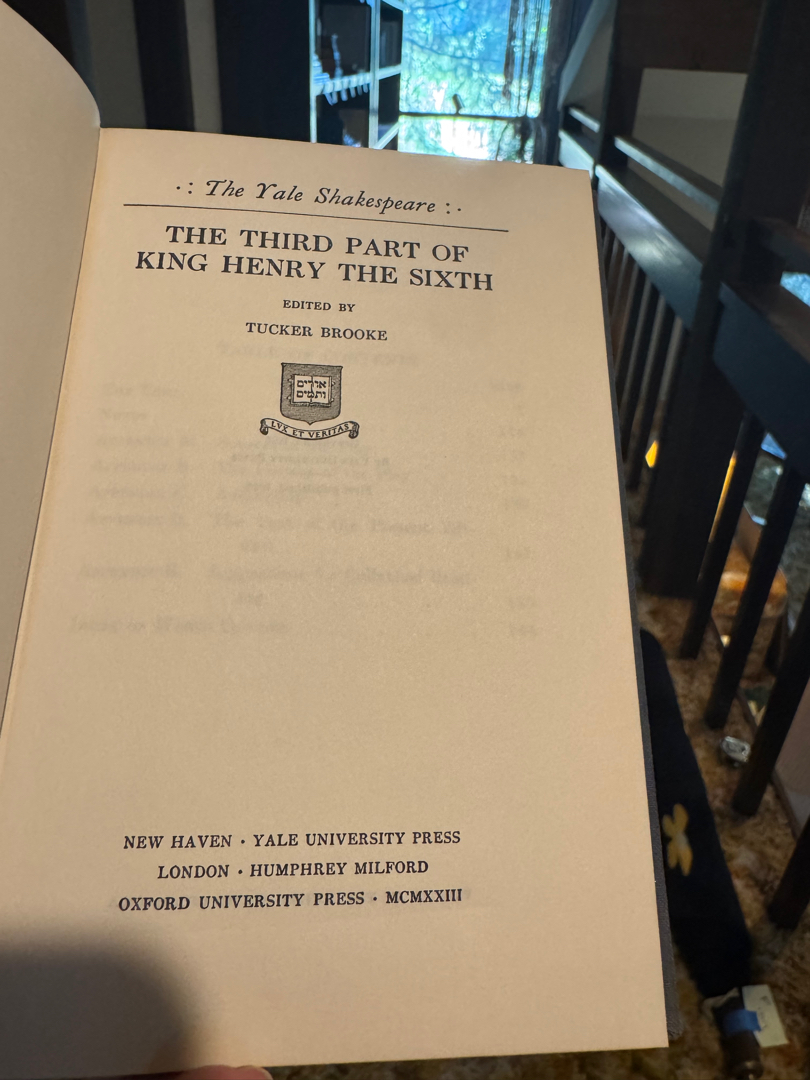 .: The Yale Shakespeare :.
THE THIRD PART OF
KING HENRY THE SIXTH
EDITED BY
TUCKER BROOKE
אורים
ותמים
LVX ET VERITAS
NEW HAVEN · YALE UNIVERSITY PRESS
LONDON · HUMPHREY MILFORD
OXFORD UNIVERSITY PRESS · MCMXXIII